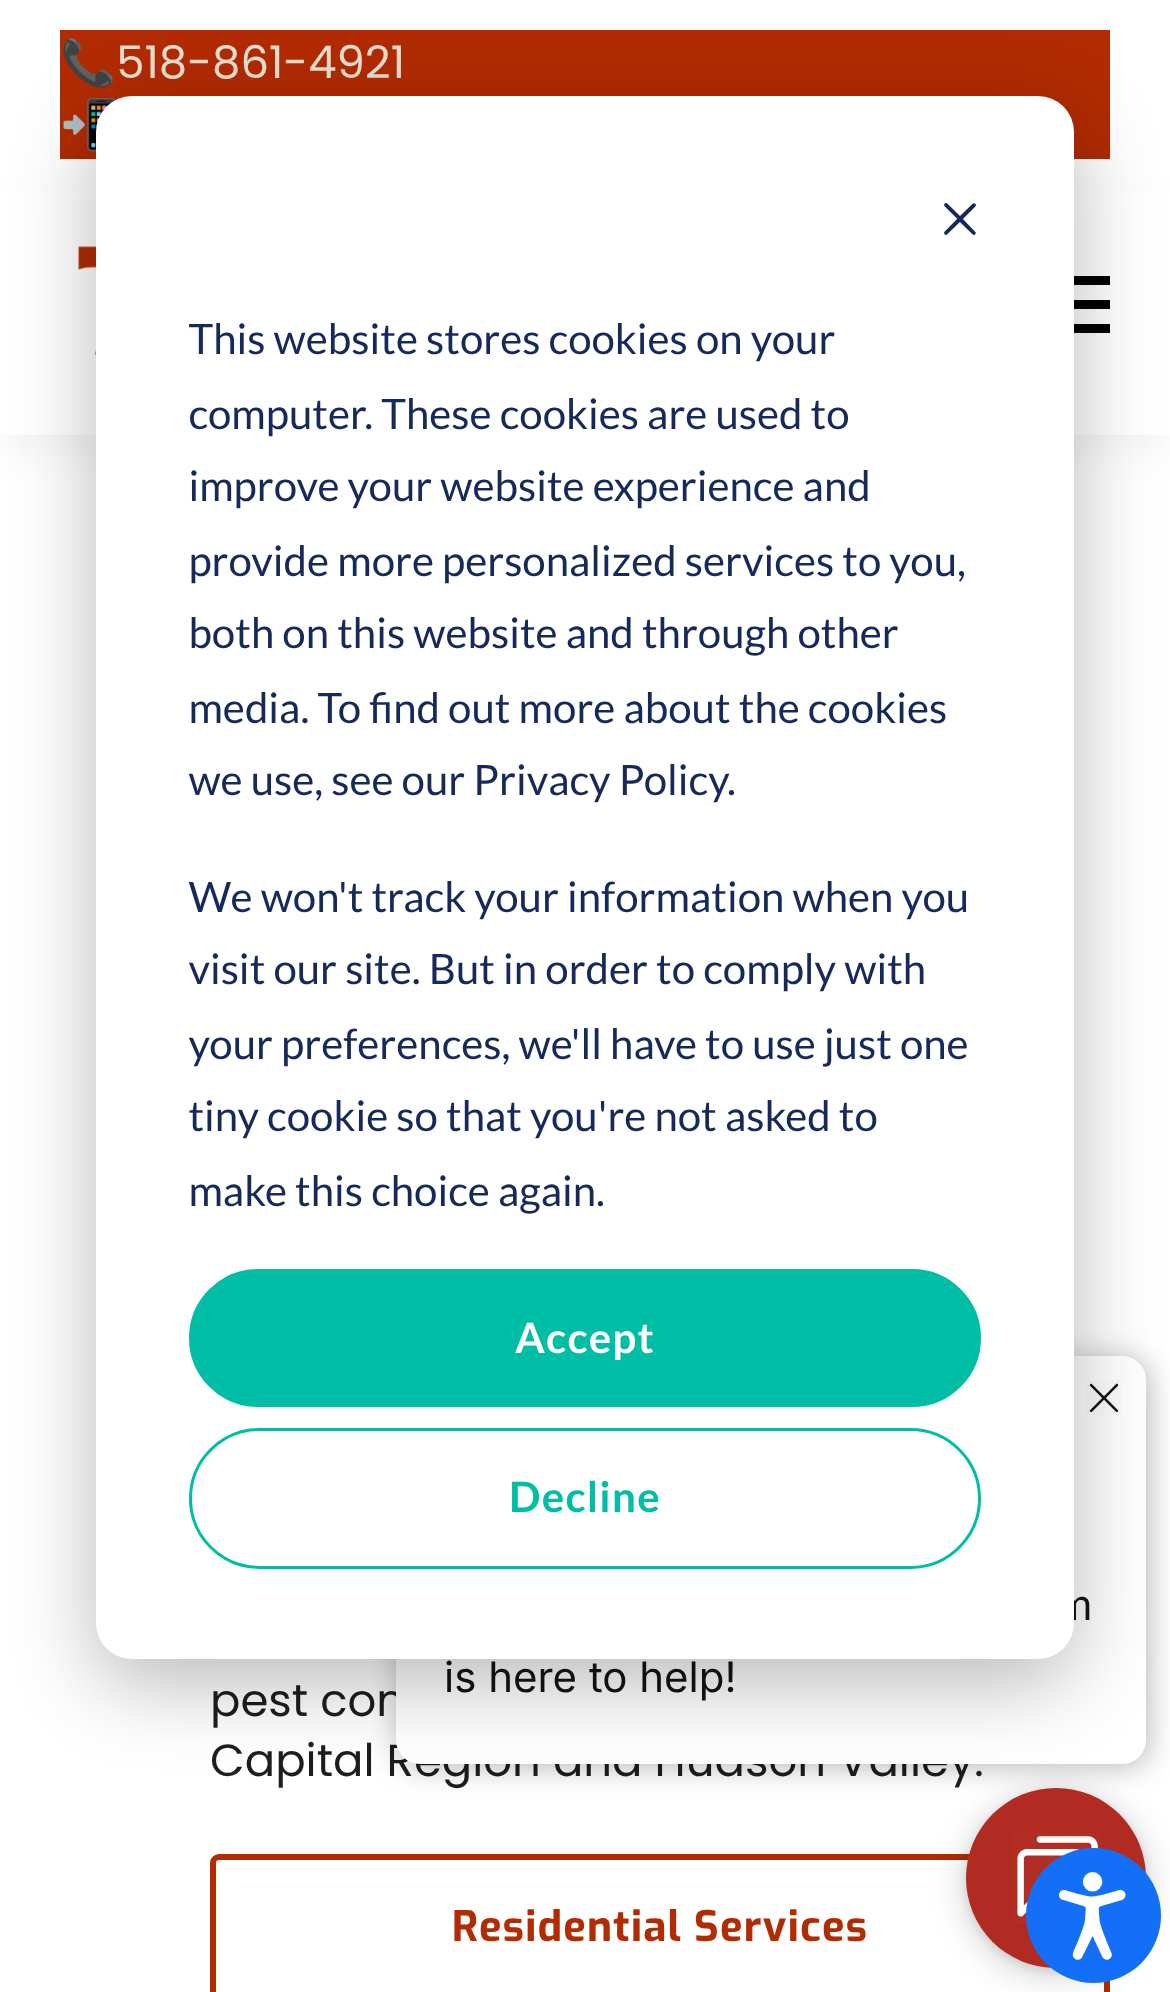 518-861-4921
This website stores cookies on your
computer. These cookies are used to
improve your website experience and
provide more personalized services to you,
both on this website and through other
media. To find out more about the cookies
we use, see our Privacy Policy.
We won't track your information when you
visit our site. But in order to comply with
your preferences, we'll have to use just one
tiny cookie so that you're not asked to
make this choice again.
Accept
Decline
is here to help!
pest
Capital Region and Hudson Valley.
Residential Services